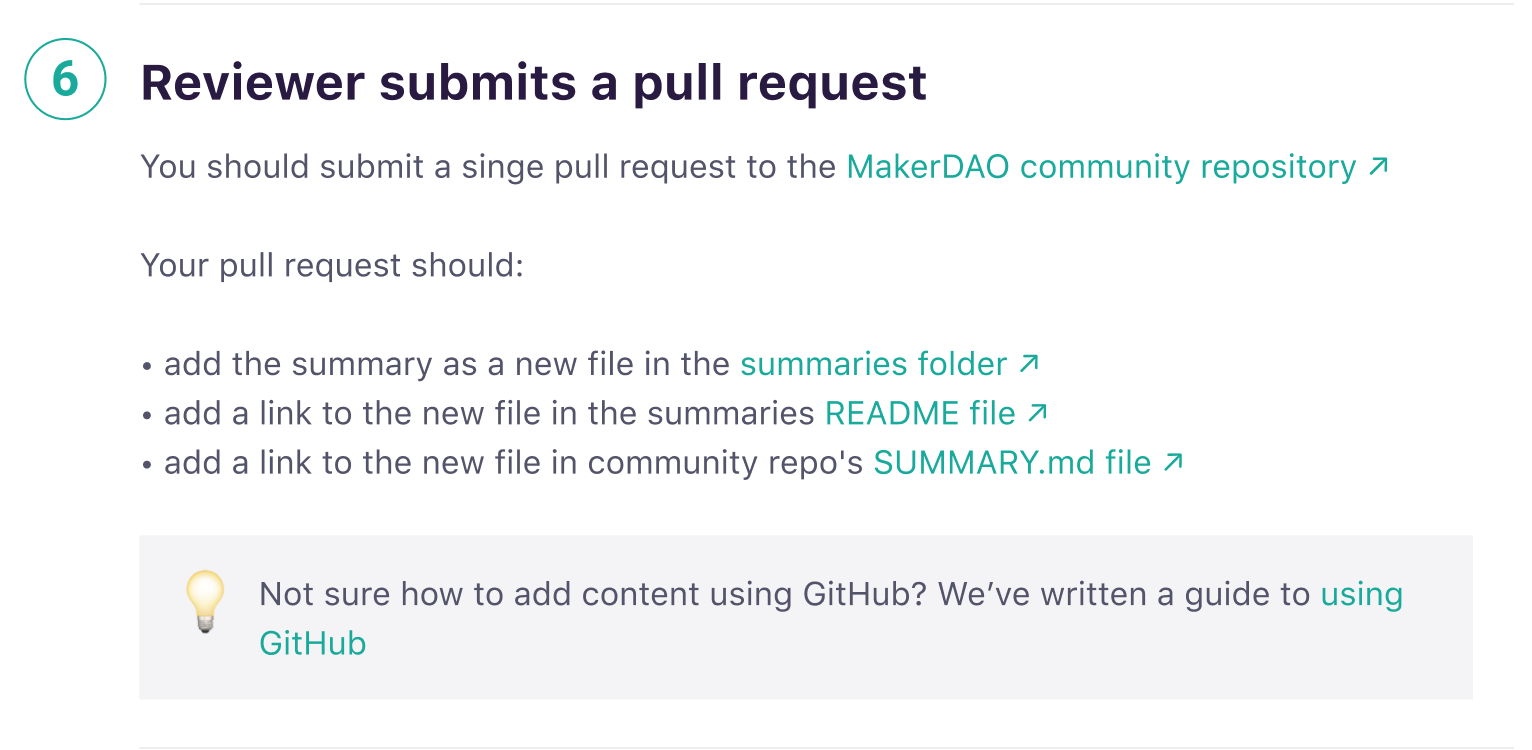 6
Reviewer submits a pull request
You should submit a singe pull request to the MakerDAO community repository ↗
Your pull request should:
• add the summary as a new file in the summaries folder ↗
• add a link to the new file in the summaries README file ↗
• add a link to the new file in community repo's SUMMARY.md file ↗
Not sure how to add content using GitHub? We’ve written a guide to using
GitHub